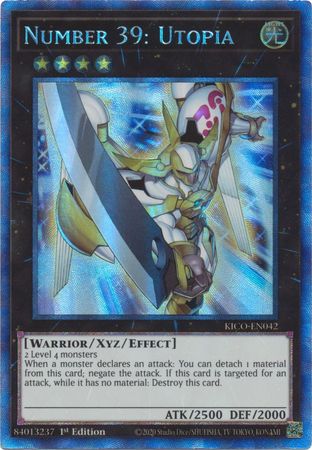 Number 39: Utopia
LIGHT
光
KICO-EN042
[Warrior/Xyz/Effect]
2 Level 4 monsters
When a monster declares an attack: You can detach 1 material
from this card; negate the attack. If this card is targeted for
an attack, while it has no material: Destroy this card.
ATK/2500 DEF/2000
84013237 1st Edition ©2020 Studio Dice/SHUEISHA, TV TOKYO, KONAMI